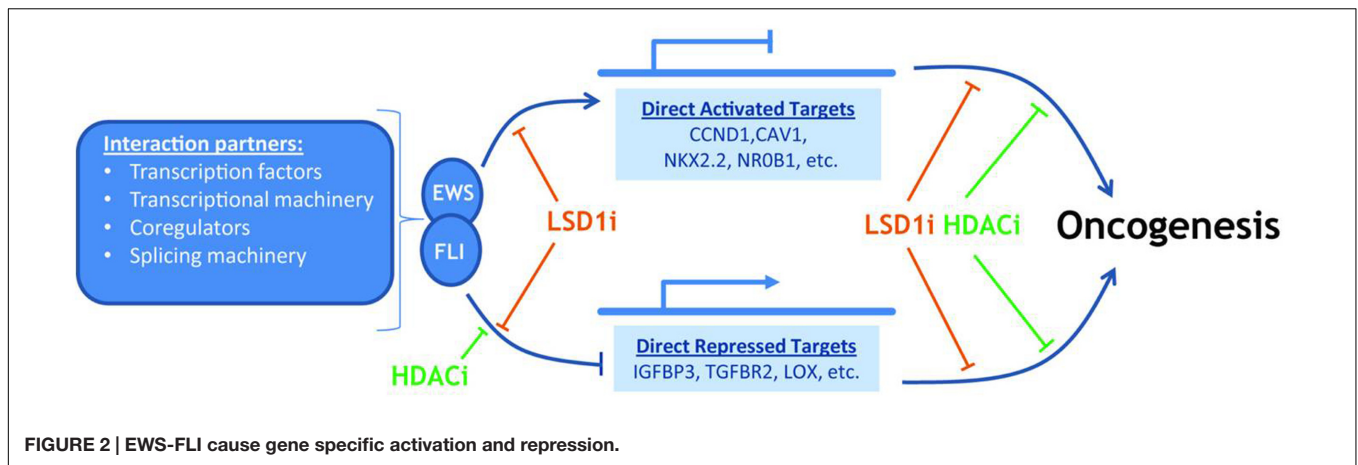 Interaction partners:
• Transcription factors
• Transcriptional machinery
• Coregulators
• Splicing machinery
EWS
FLI
HDACi
LSD1i
Direct Activated Targets
CCND1,CAV1,
NKX2.2, NR0B1, etc.
Direct Repressed Targets
IGFBP3, TGFBR2, LOX, etc.
LSD1i HDACi
Oncogenesis
FIGURE 2 | EWS-FLI cause gene specific activation and repression.